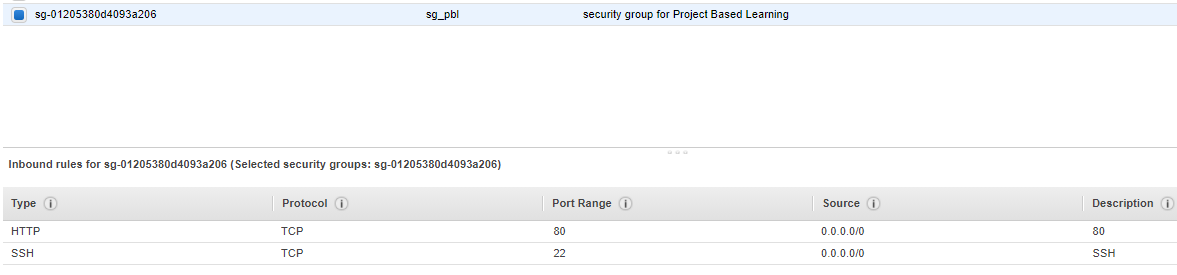 sg-01205380d4093a206 sg_pbl security group for Project Based Learning
Inbound rules for sg-01205380d4093a206 (Selected security groups: sg-01205380d4093a206)
Type Protocol Port Range Source Description
HTTP TCP 80 0.0.0.0/0 80
SSH TCP 22 0.0.0.0/0 SSH